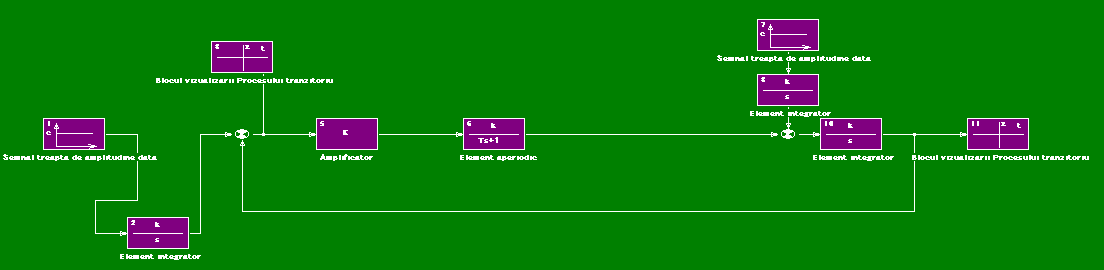 7
c
Semnal treapta de amplitudine data
z t
Blocul vizualizarii Procesului tranzitoriu
8
k
s
Element integrator
1
c
Semnal treapta de amplitudine data
5
K
Amplificator
6
k
Ts+1
Element aperiodic
10
k
s
Element integrator
11
z t
Blocul vizualizarii Procesului tranzitoriu
2
k
s
Element integrator